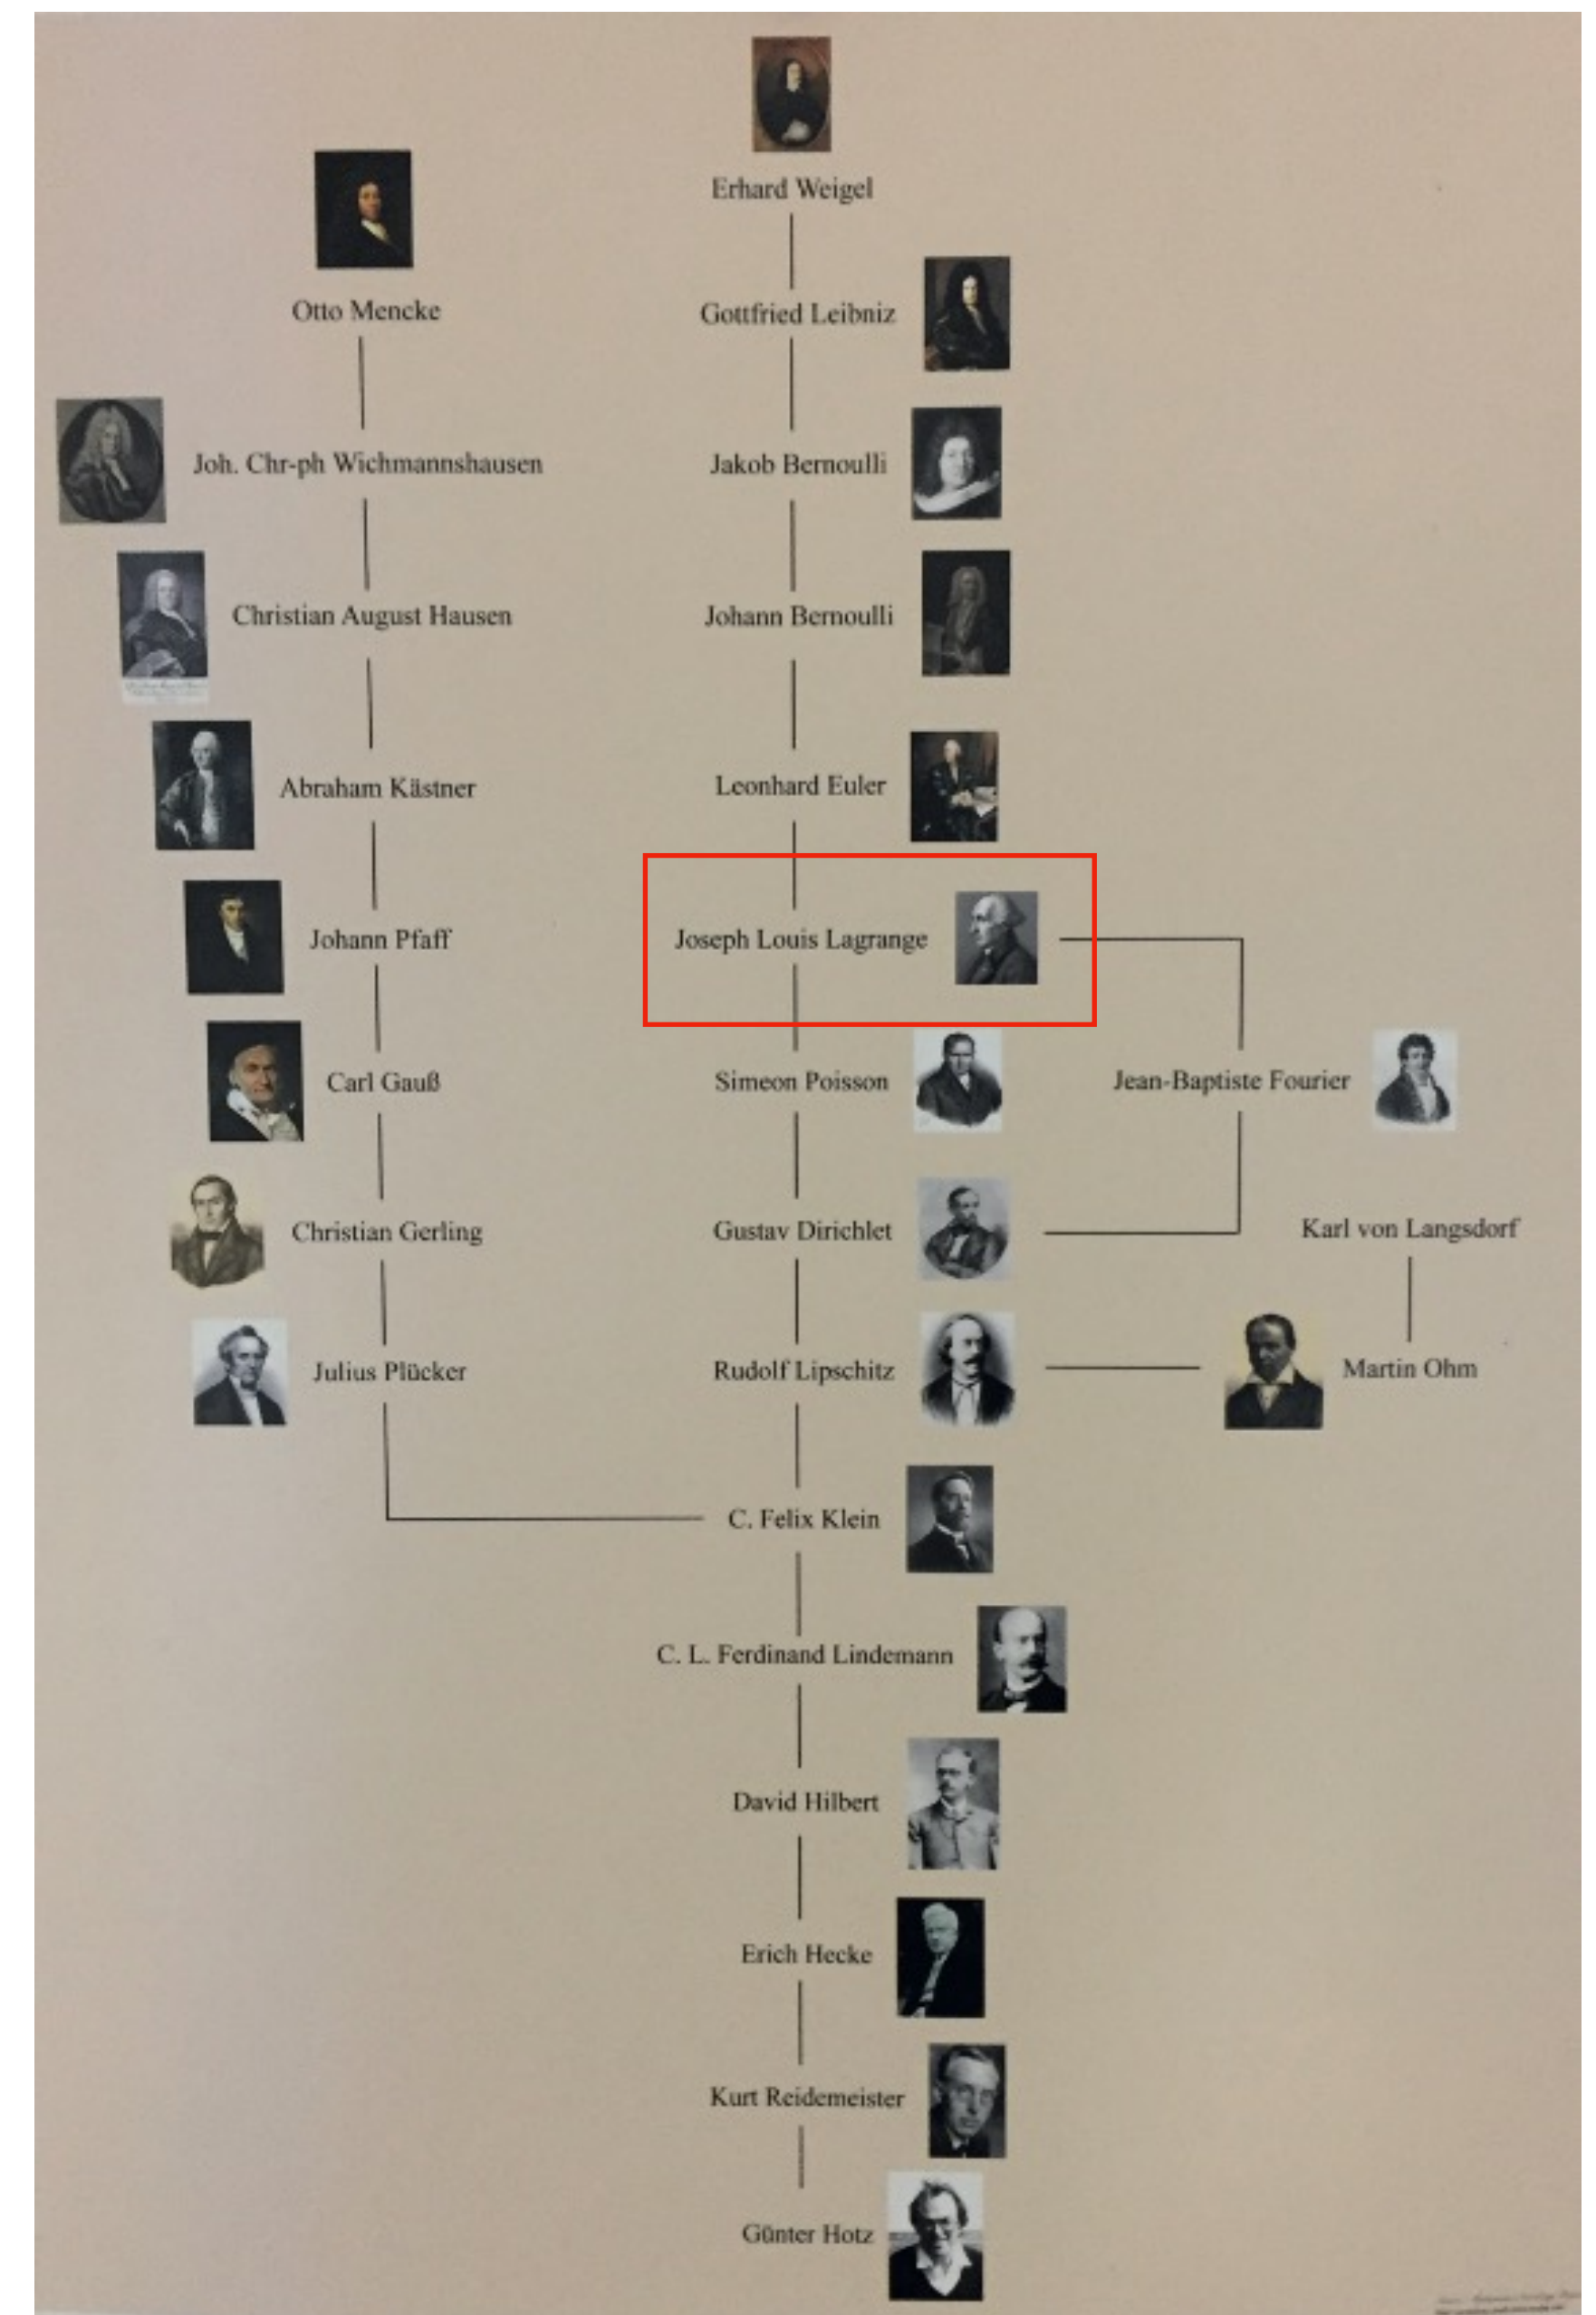 Erhard Weigel
Otto Mencke
Gottfried Leibniz
Joh. Chr-ph Wichmannshausen
Jakob Bernoulli
Christian August Hausen
Johann Bernoulli
Abraham Kästner
Leonhard Euler
Johann Pfaff
Joseph Louis Lagrange
Carl Gauß
Simeon Poisson
Jean-Baptiste Fourier
Christian Gerling
Gustav Dirichlet
Karl von Langsdorf
Julius Plücker
Rudolf Lipschitz
Martin Ohm
C. Felix Klein
C. L. Ferdinand Lindemann
David Hilbert
Erich Hecke
Kurt Reidemeister
Günter Hotz